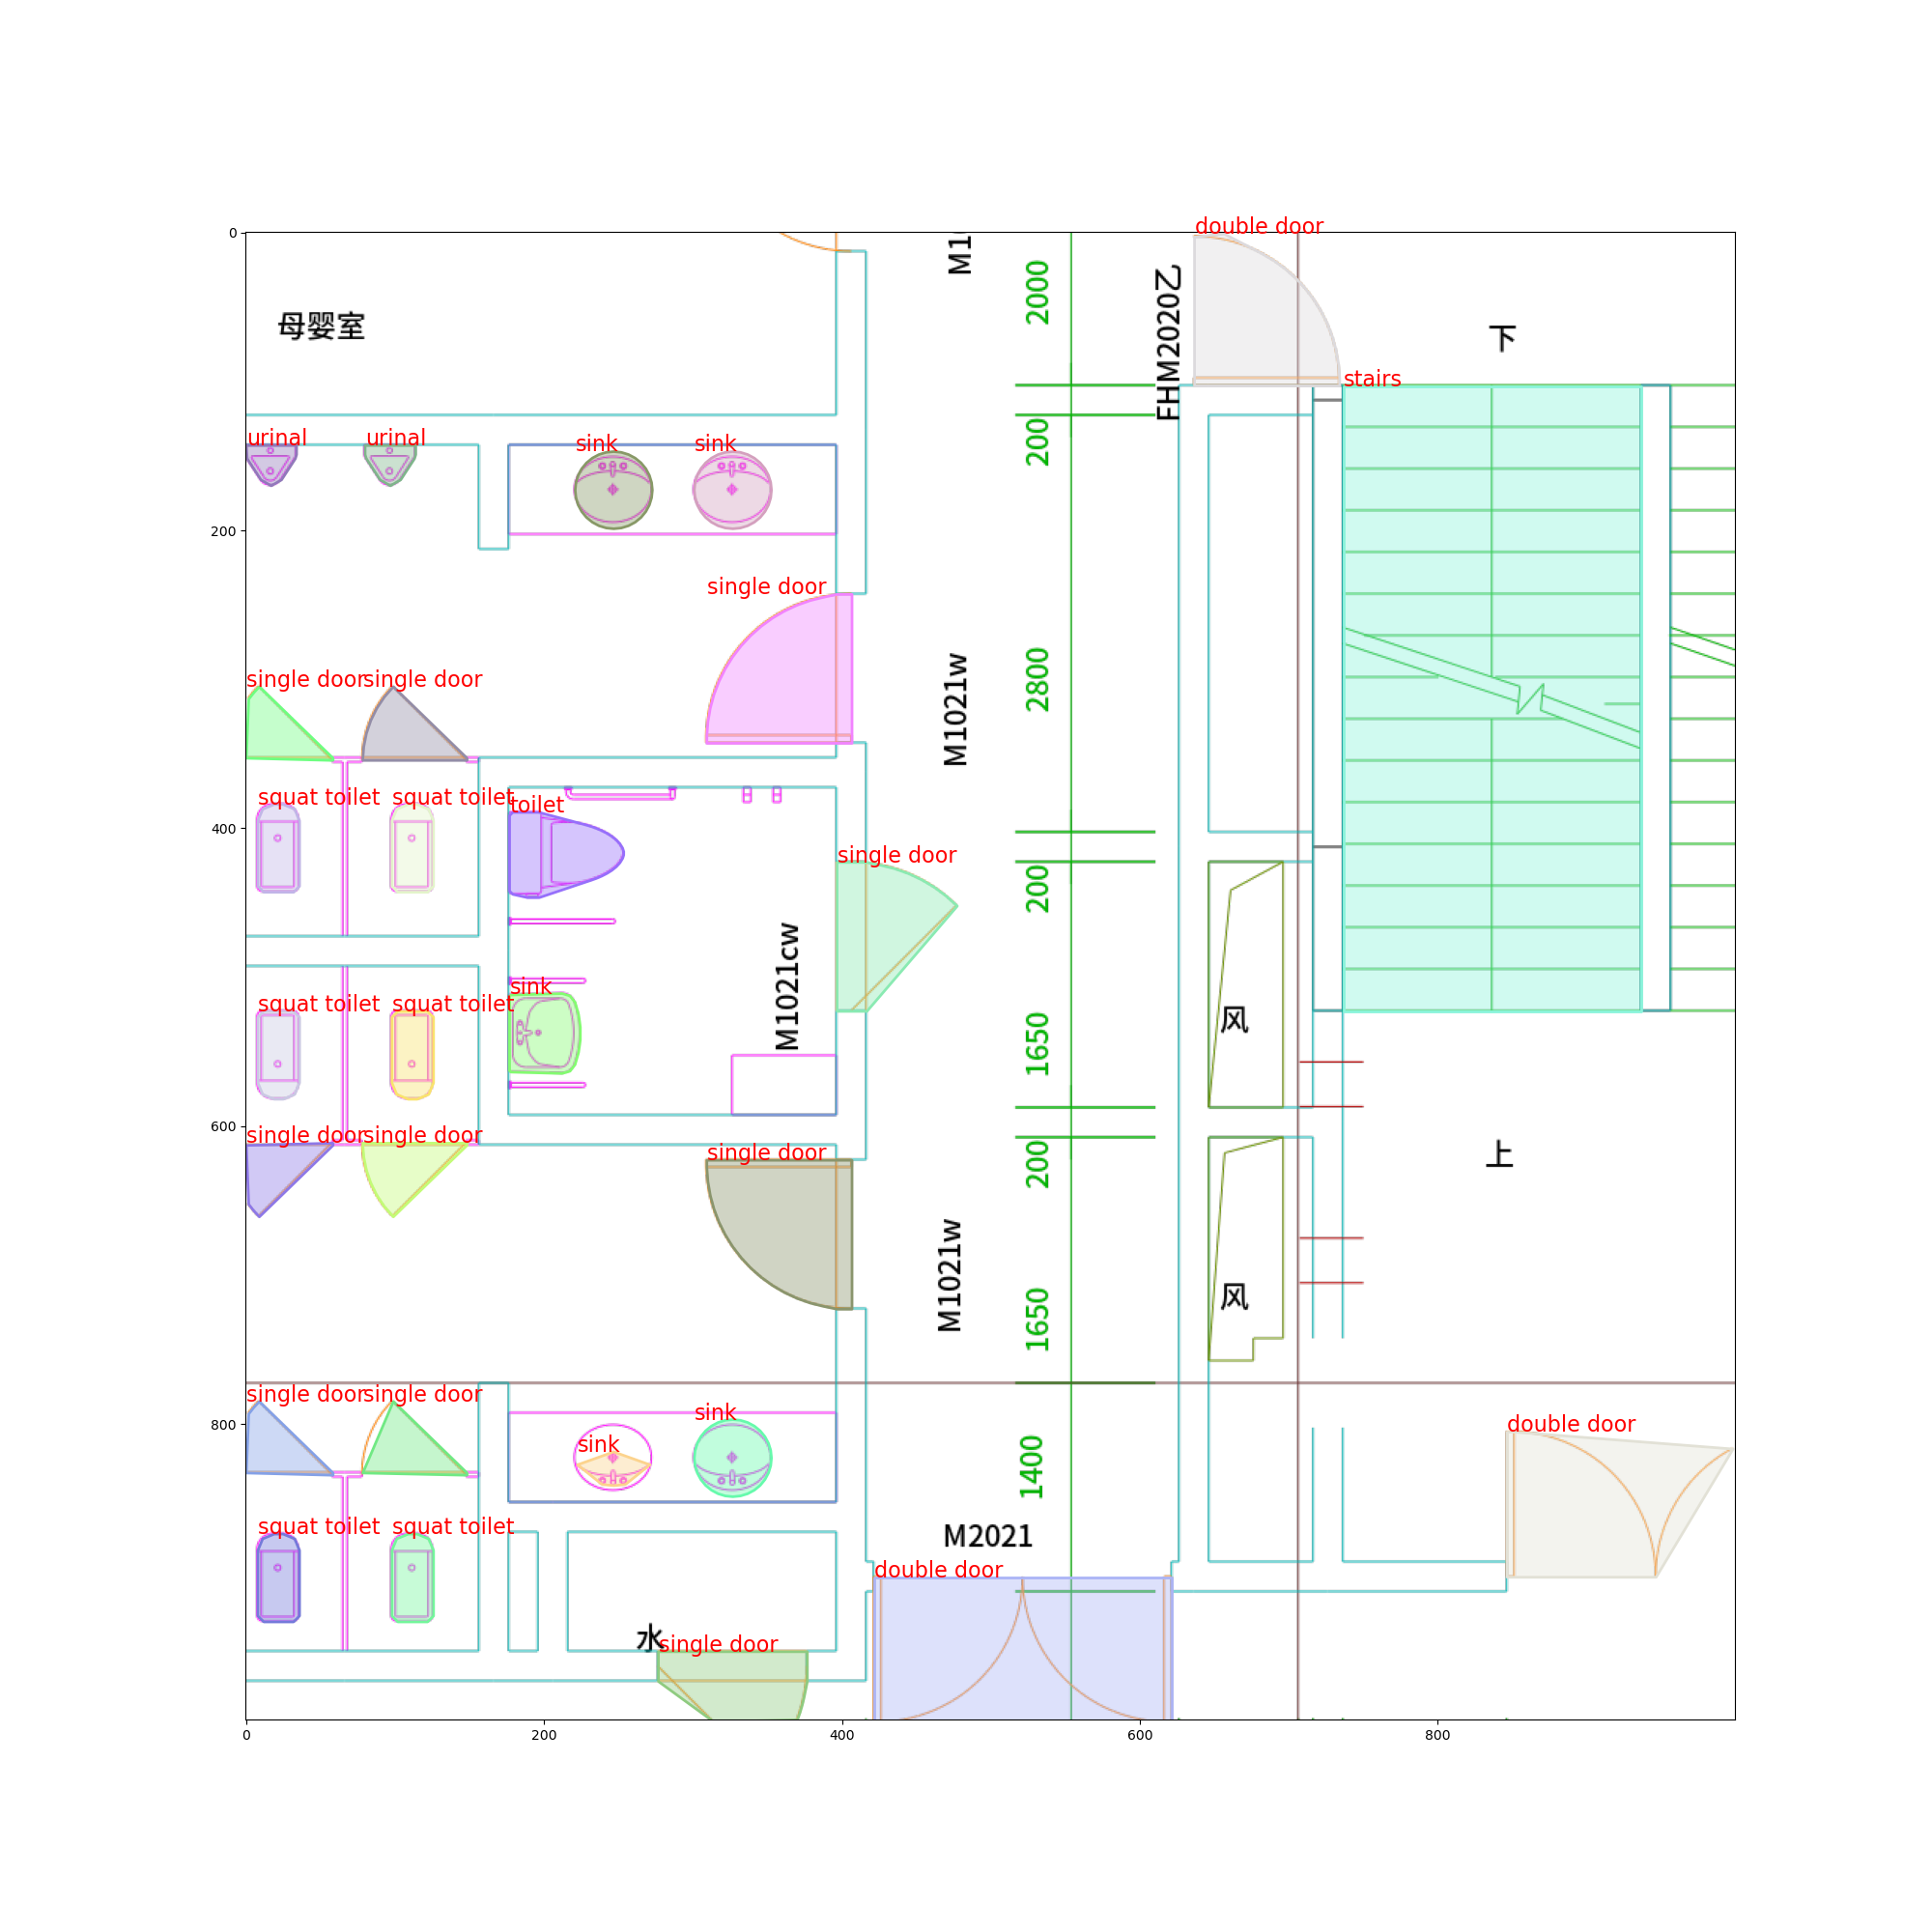 double door
M1
2000
FHM2020乙
母婴室
下
stairs
urinal
urinal
sink
sink
200
single door
M1021w
2800
single door
single door
squat toilet
squat toilet
toilet
single door
200
M1021cw
sink
squat toilet
squat toilet
风
1650
single door
single door
single door
200
上
M1021w
风
1650
single door
single door
sink
sink
double door
1400
squat toilet
squat toilet
M2021
double door
水
single door
0
200
400
600
800
0
200
400
600
800